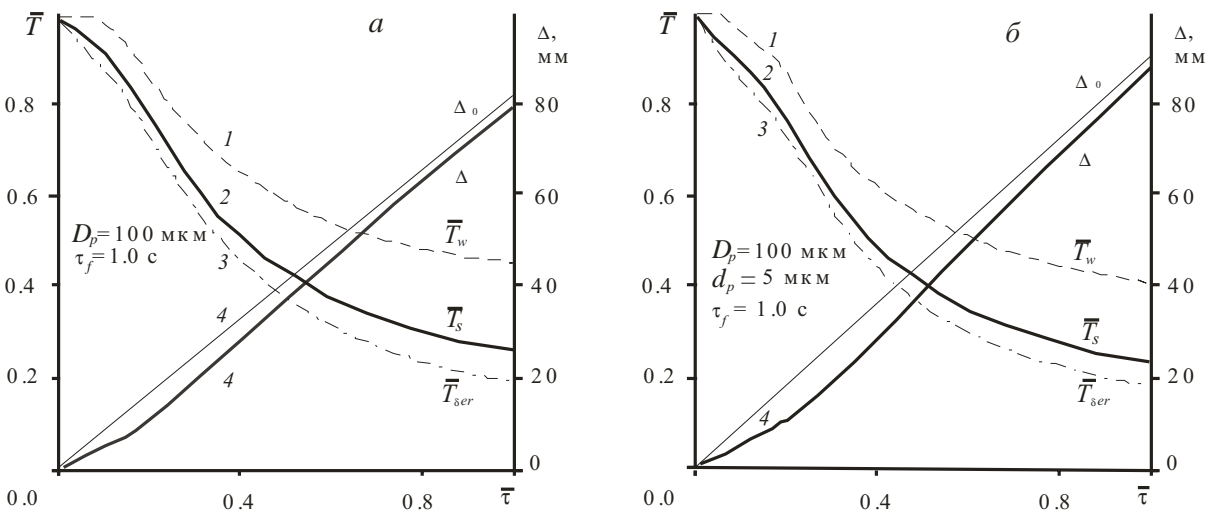 T̅
а
Δ,
мм
1
0.8
Δ₀
80
Δ
0.6
2
60
D_p=100 мкм
τ_f=1.0 с
3
T̅_w
0.4
40
4
T̅_s
0.2
4
20
T̅_δer
0
0.0
0.4
0.8
τ̅
T̅
б
Δ,
мм
1
2
0.8
Δ₀
80
3
Δ
0.6
60
D_p=100 мкм
d_p = 5 мкм
τ_f = 1.0 с
T̅_w
0.4
40
T̅_s
0.2
20
T̅_δer
4
0
0.0
0.4
0.8
τ̅